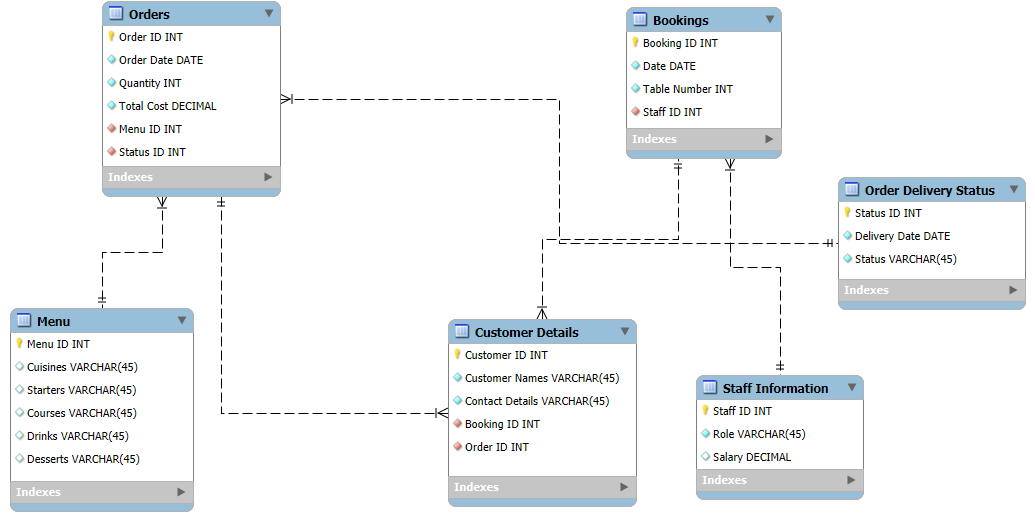 Orders
Order ID INT
Order Date DATE
Quantity INT
Total Cost DECIMAL
Menu ID INT
Status ID INT
Indexes
Bookings
Booking ID INT
Date DATE
Table Number INT
Staff ID INT
Indexes
Order Delivery Status
Status ID INT
Delivery Date DATE
Status VARCHAR(45)
Indexes
Menu
Menu ID INT
Cuisines VARCHAR(45)
Starters VARCHAR(45)
Courses VARCHAR(45)
Drinks VARCHAR(45)
Desserts VARCHAR(45)
Indexes
Customer Details
Customer ID INT
Customer Names VARCHAR(45)
Contact Details VARCHAR(45)
Booking ID INT
Order ID INT
Indexes
Staff Information
Staff ID INT
Role VARCHAR(45)
Salary DECIMAL
Indexes